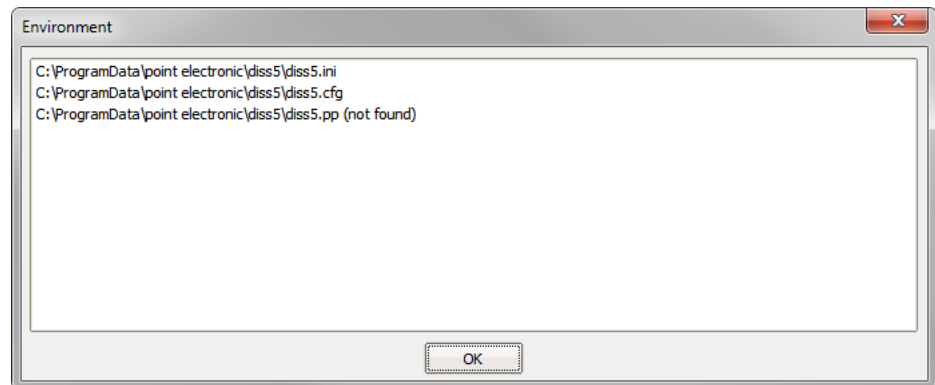 Environment
C:\ProgramData\point electronic\diss5\diss5.ini
C:\ProgramData\point electronic\diss5\diss5.cfg
C:\ProgramData\point electronic\diss5\diss5.pp (not found)
OK